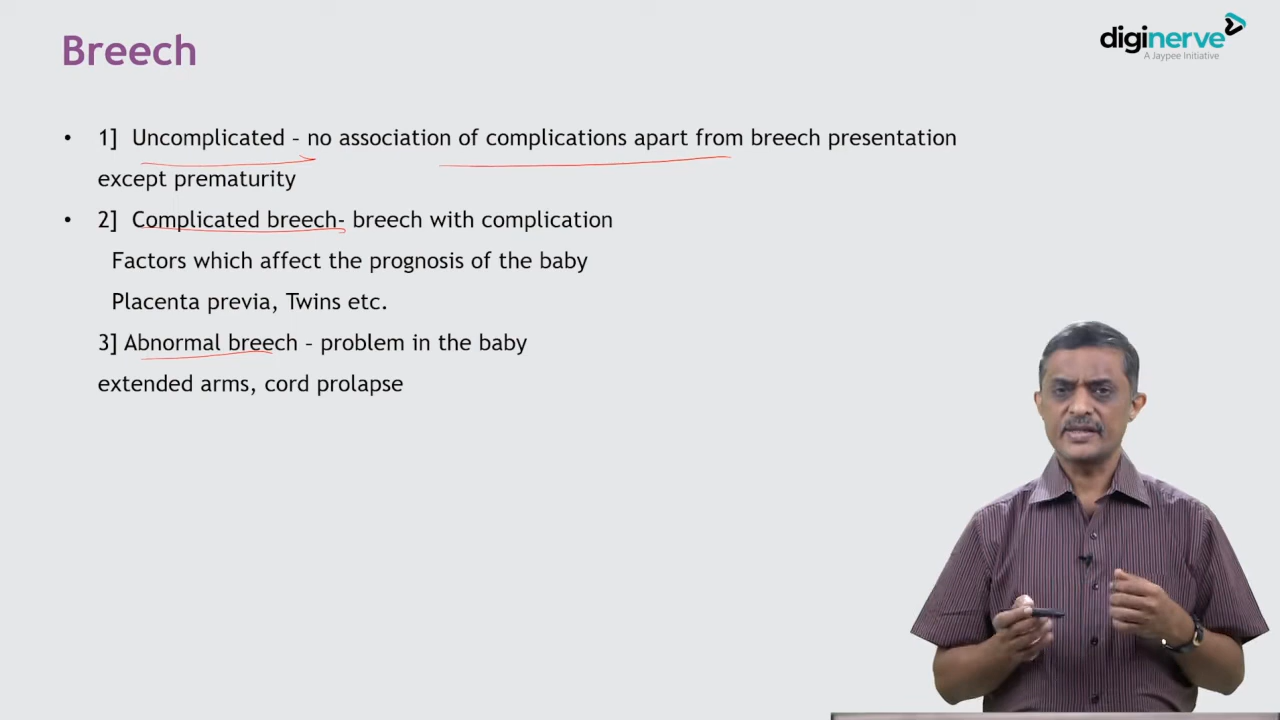 Breech
diginerve
A Jaypee Initiative
• 1] Uncomplicated – no association of complications apart from breech presentation
except prematurity
• 2] Complicated breech- breech with complication
Factors which affect the prognosis of the baby
Placenta previa, Twins etc.
3] Abnormal breech – problem in the baby
extended arms, cord prolapse